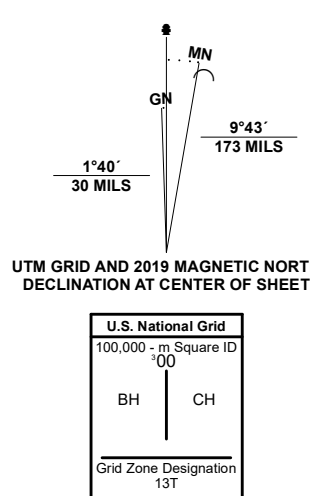 MN
GN
9°43´
173 MILS
1°40´
30 MILS
UTM GRID AND 2019 MAGNETIC NORT
DECLINATION AT CENTER OF SHEET
U.S. National Grid
100,000 - m Square ID
³00
BH CH
Grid Zone Designation
13T